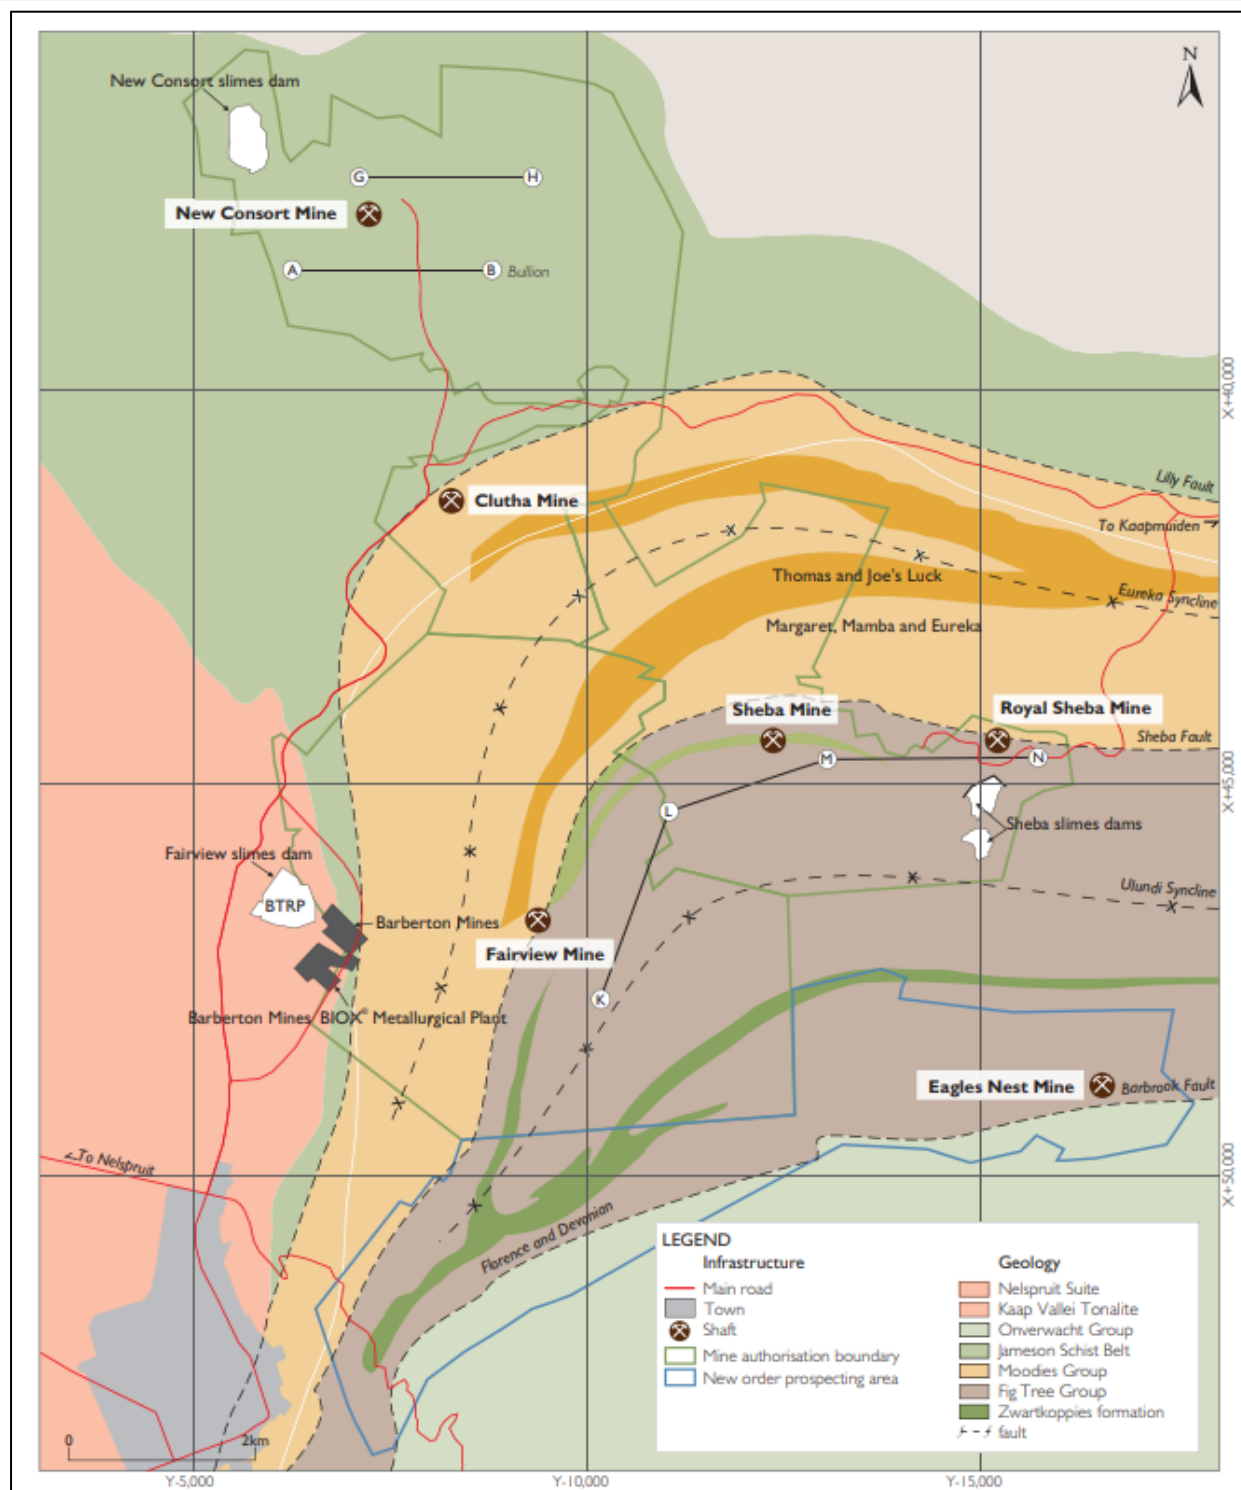 N
New Consort slimes dam
G
H
New Consort Mine
A
B
Bullion
X+40,000
Lilly Fault
Clutha Mine
To Kaapmuiden
Thomas and Joe's Luck
Eureka Syncline
Margaret, Mamba and Eureka
Sheba Mine
Royal Sheba Mine
Sheba Fault
M
N
X+45,000
L
Sheba slimes dams
Fairview slimes dam
Ulundi Syncline
BTRP
Barberton Mines
Fairview Mine
K
Barberton Mines BIOX® Metallurgical Plant
Eagles Nest Mine
Barbrook Fault
To Nelspruit
X+50,000
Florence and Devonian
LEGEND
Infrastructure
Main road
Town
Shaft
Mine authorisation boundary
New order prospecting area
Geology
Nelspruit Suite
Kaap Vallei Tonalite
Onverwacht Group
Jameson Schist Belt
Moodies Group
Fig Tree Group
Zwartkoppies formation
fault
0
2km
Y-5,000
Y-10,000
Y-15,000